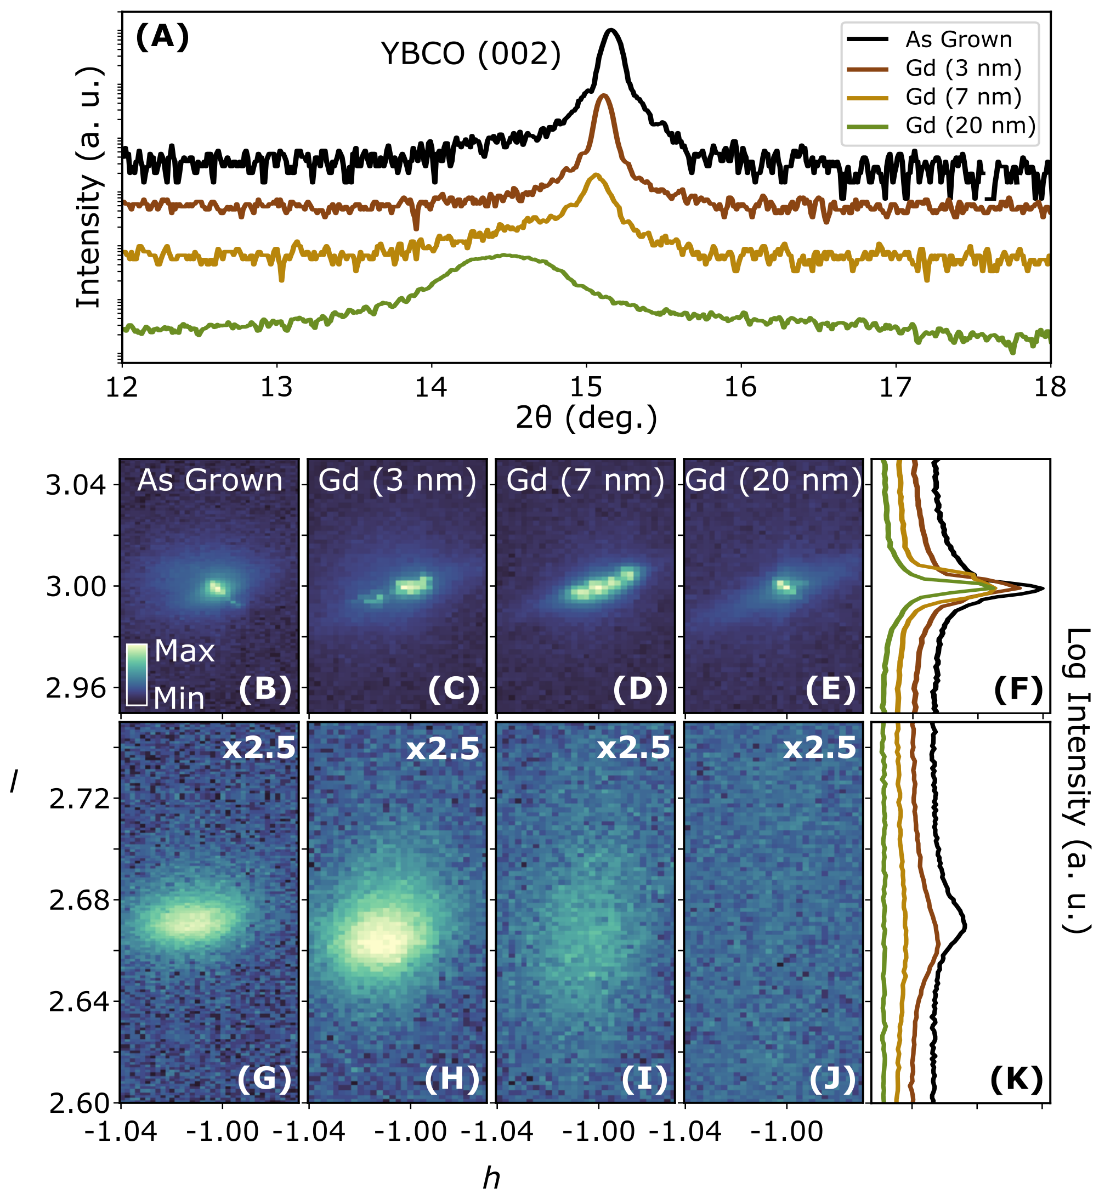 (A)
YBCO (002)
As Grown
Gd (3 nm)
Gd (7 nm)
Gd (20 nm)
Intensity (a. u.)
12 13 14 15 16 17 18
2θ (deg.)
As Grown Gd (3 nm) Gd (7 nm) Gd (20 nm)
3.04
3.00
2.96
Max
Min
(B) (C) (D) (E) (F)
x2.5 x2.5 x2.5 x2.5
2.72
2.68
2.64
2.60
l
(G) (H) (I) (J) (K)
-1.04 -1.00 -1.04 -1.00 -1.04 -1.00 -1.04 -1.00
h
Log Intensity (a. u.)